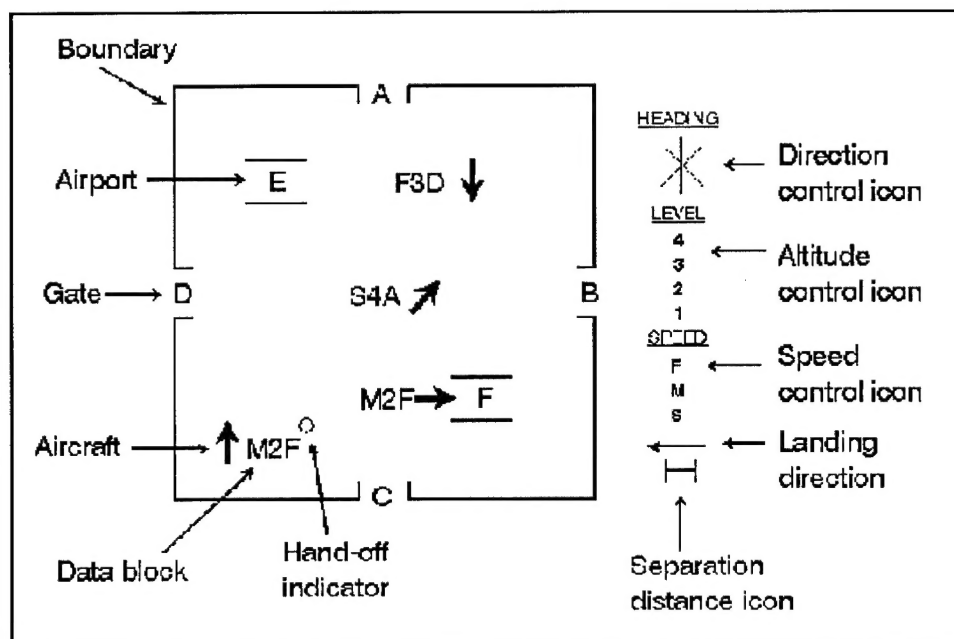 Boundary
A
HEADING
Airport
E
F3D
Direction
control icon
LEVEL
4
3
2
1
Altitude
control icon
Gate
D
S4A
B
SPEED
F
M
S
Speed
control icon
M2F
F
Aircraft
M2F
Landing
direction
C
Data block
Hand-off
indicator
Separation
distance icon